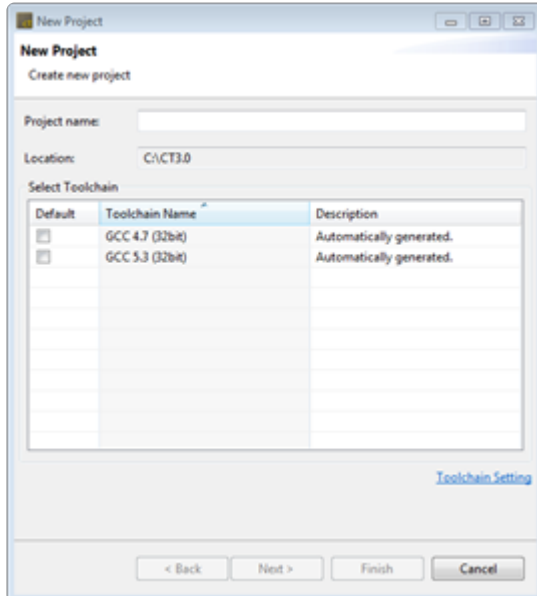 New Project
New Project
Create new project
Project name:
Location: C:\CT3.0
Select Toolchain
Default Toolchain Name Description
GCC 4.7 (32bit) Automatically generated.
GCC 5.3 (32bit) Automatically generated.
Toolchain Setting
< Back Next > Finish Cancel